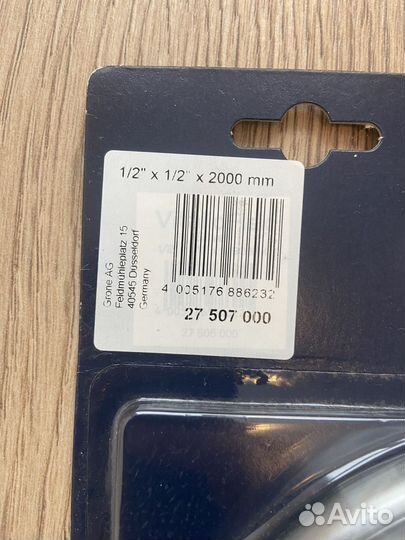 1/2" x 1/2" x 2000 mm
Grohe AG
Feldmühleplatz 15
40545 Düsseldorf
Germany
4 005176 886232
27 507 000
27 506 000
Avito